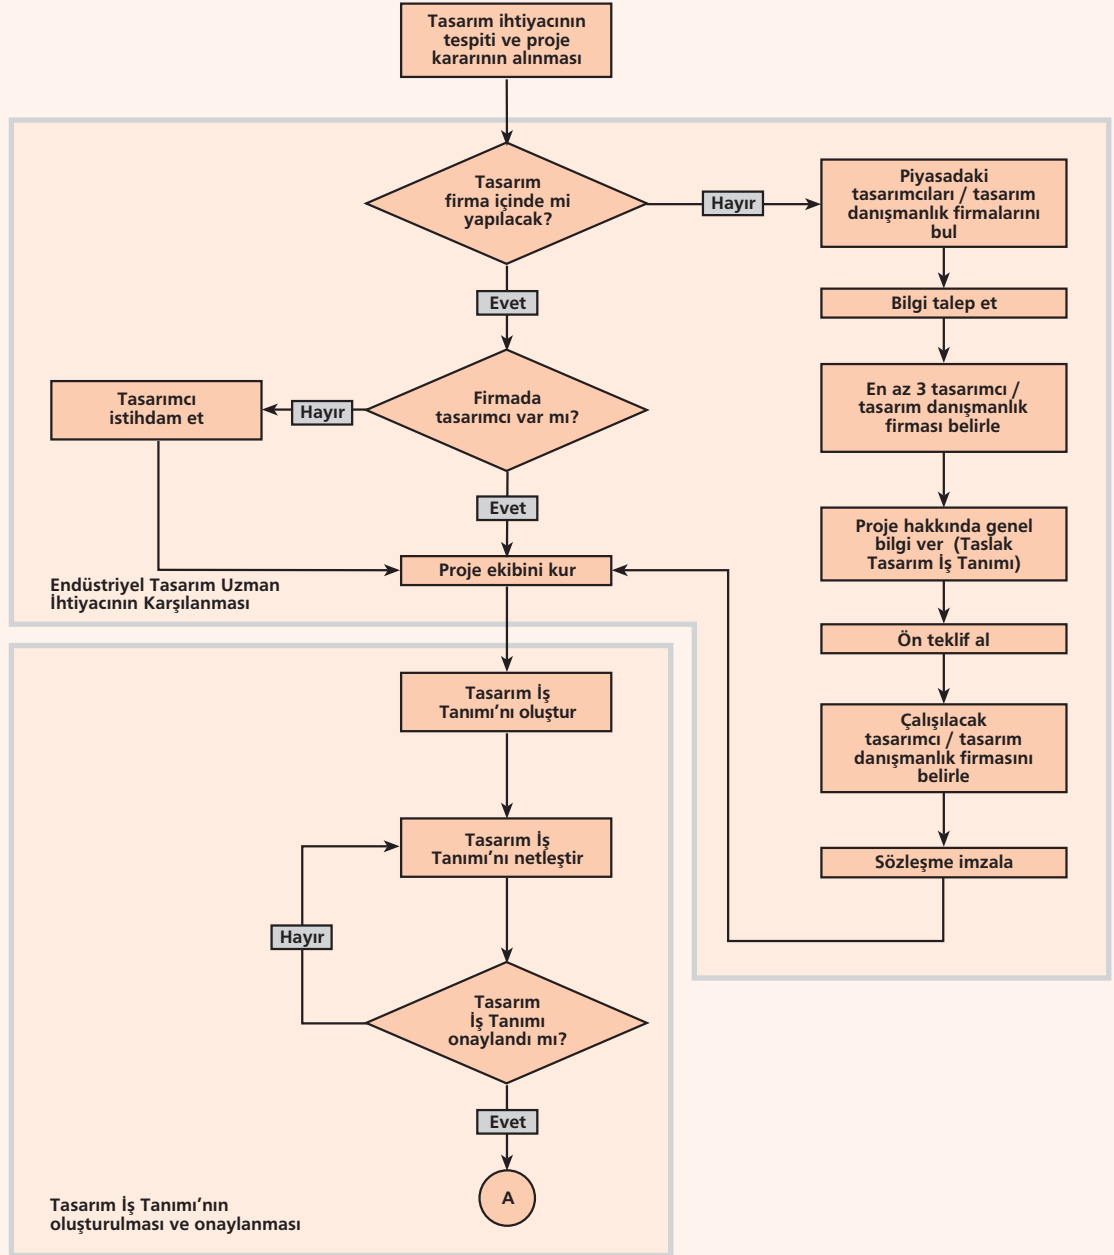 Tasarım ihtiyacının
tespiti ve proje
kararının alınması
Tasarım
firma içinde mi
yapılacak?
Hayır
Piyasadaki
tasarımcıları / tasarım
danışmanlık firmalarını
bul
Evet
Bilgi talep et
Firmada
tasarımcı var mı?
Hayır
Tasarımcı
istihdam et
En az 3 tasarımcı /
tasarım danışmanlık
firması belirle
Evet
Proje hakkında genel
bilgi ver (Taslak
Tasarım İş Tanımı)
Proje ekibini kur
Endüstriyel Tasarım Uzman
İhtiyacının Karşılanması
Ön teklif al
Tasarım İş
Tanımı’nı oluştur
Çalışılacak
tasarımcı / tasarım
danışmanlık firmasını
belirle
Tasarım İş
Tanımı’nı netleştir
Sözleşme imzala
Hayır
Tasarım
İş Tanımı
onaylandı mı?
Evet
A
Tasarım İş Tanımı’nın
oluşturulması ve onaylanması